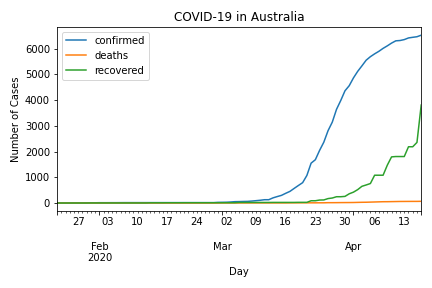 COVID-19 in Australia
confirmed
deaths
recovered
Number of Cases
6000
5000
4000
3000
2000
1000
0
27 03 10 17 24 02 09 16 23 30 06 13
Feb Mar Apr
2020
Day